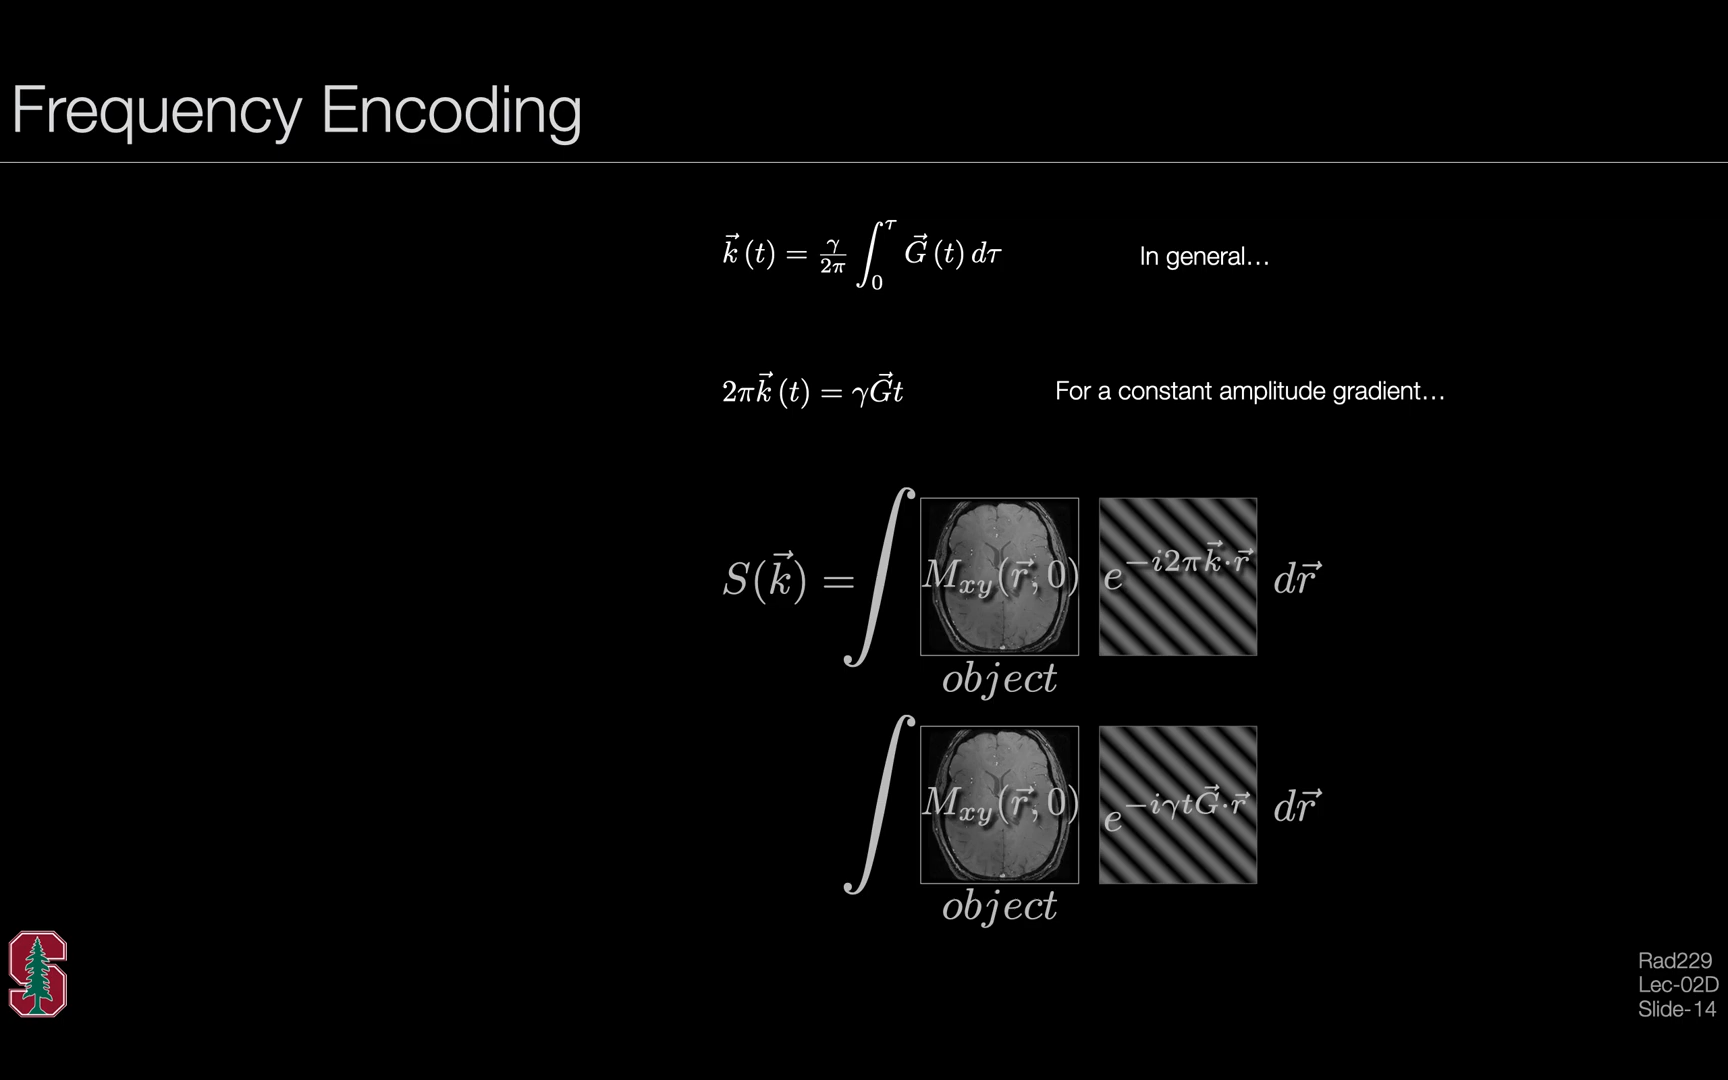 Frequency Encoding
$\vec{k}(t) = \frac{\gamma}{2\pi} \int_0^{\tau} \vec{G}(t) \, d\tau$ In general…
$2\pi \vec{k}(t) = \gamma \vec{G} t$ For a constant amplitude gradient…
$S(\vec{k}) = \int_{object} M_{xy}(\vec{r}, 0) \, e^{-i2\pi \vec{k} \cdot \vec{r}} \, d\vec{r}$
$\int_{object} M_{xy}(\vec{r}, 0) \, e^{-i\gamma t \vec{G} \cdot \vec{r}} \, d\vec{r}$
Rad229
Lec-02D
Slide-14